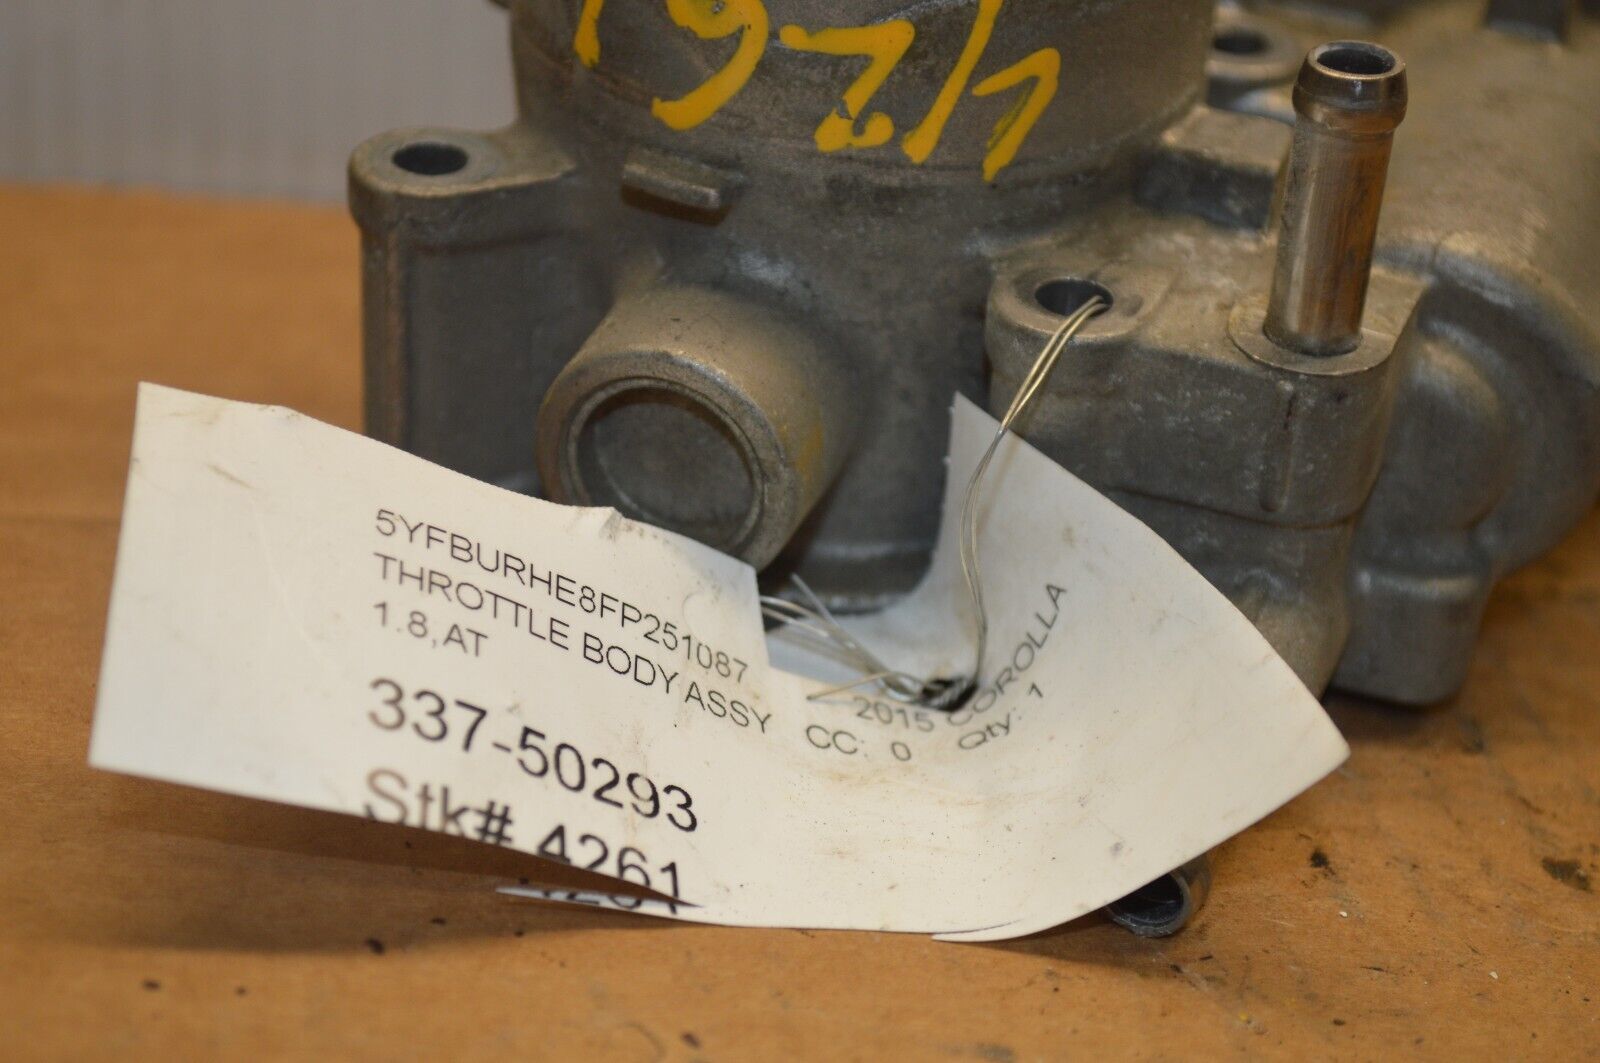 5YFBURHE8FP251087
2015 COROLLA
THROTTLE BODY ASSY CC: 0 Qty: 1
1.8,AT
337-50293
Stk# 4261